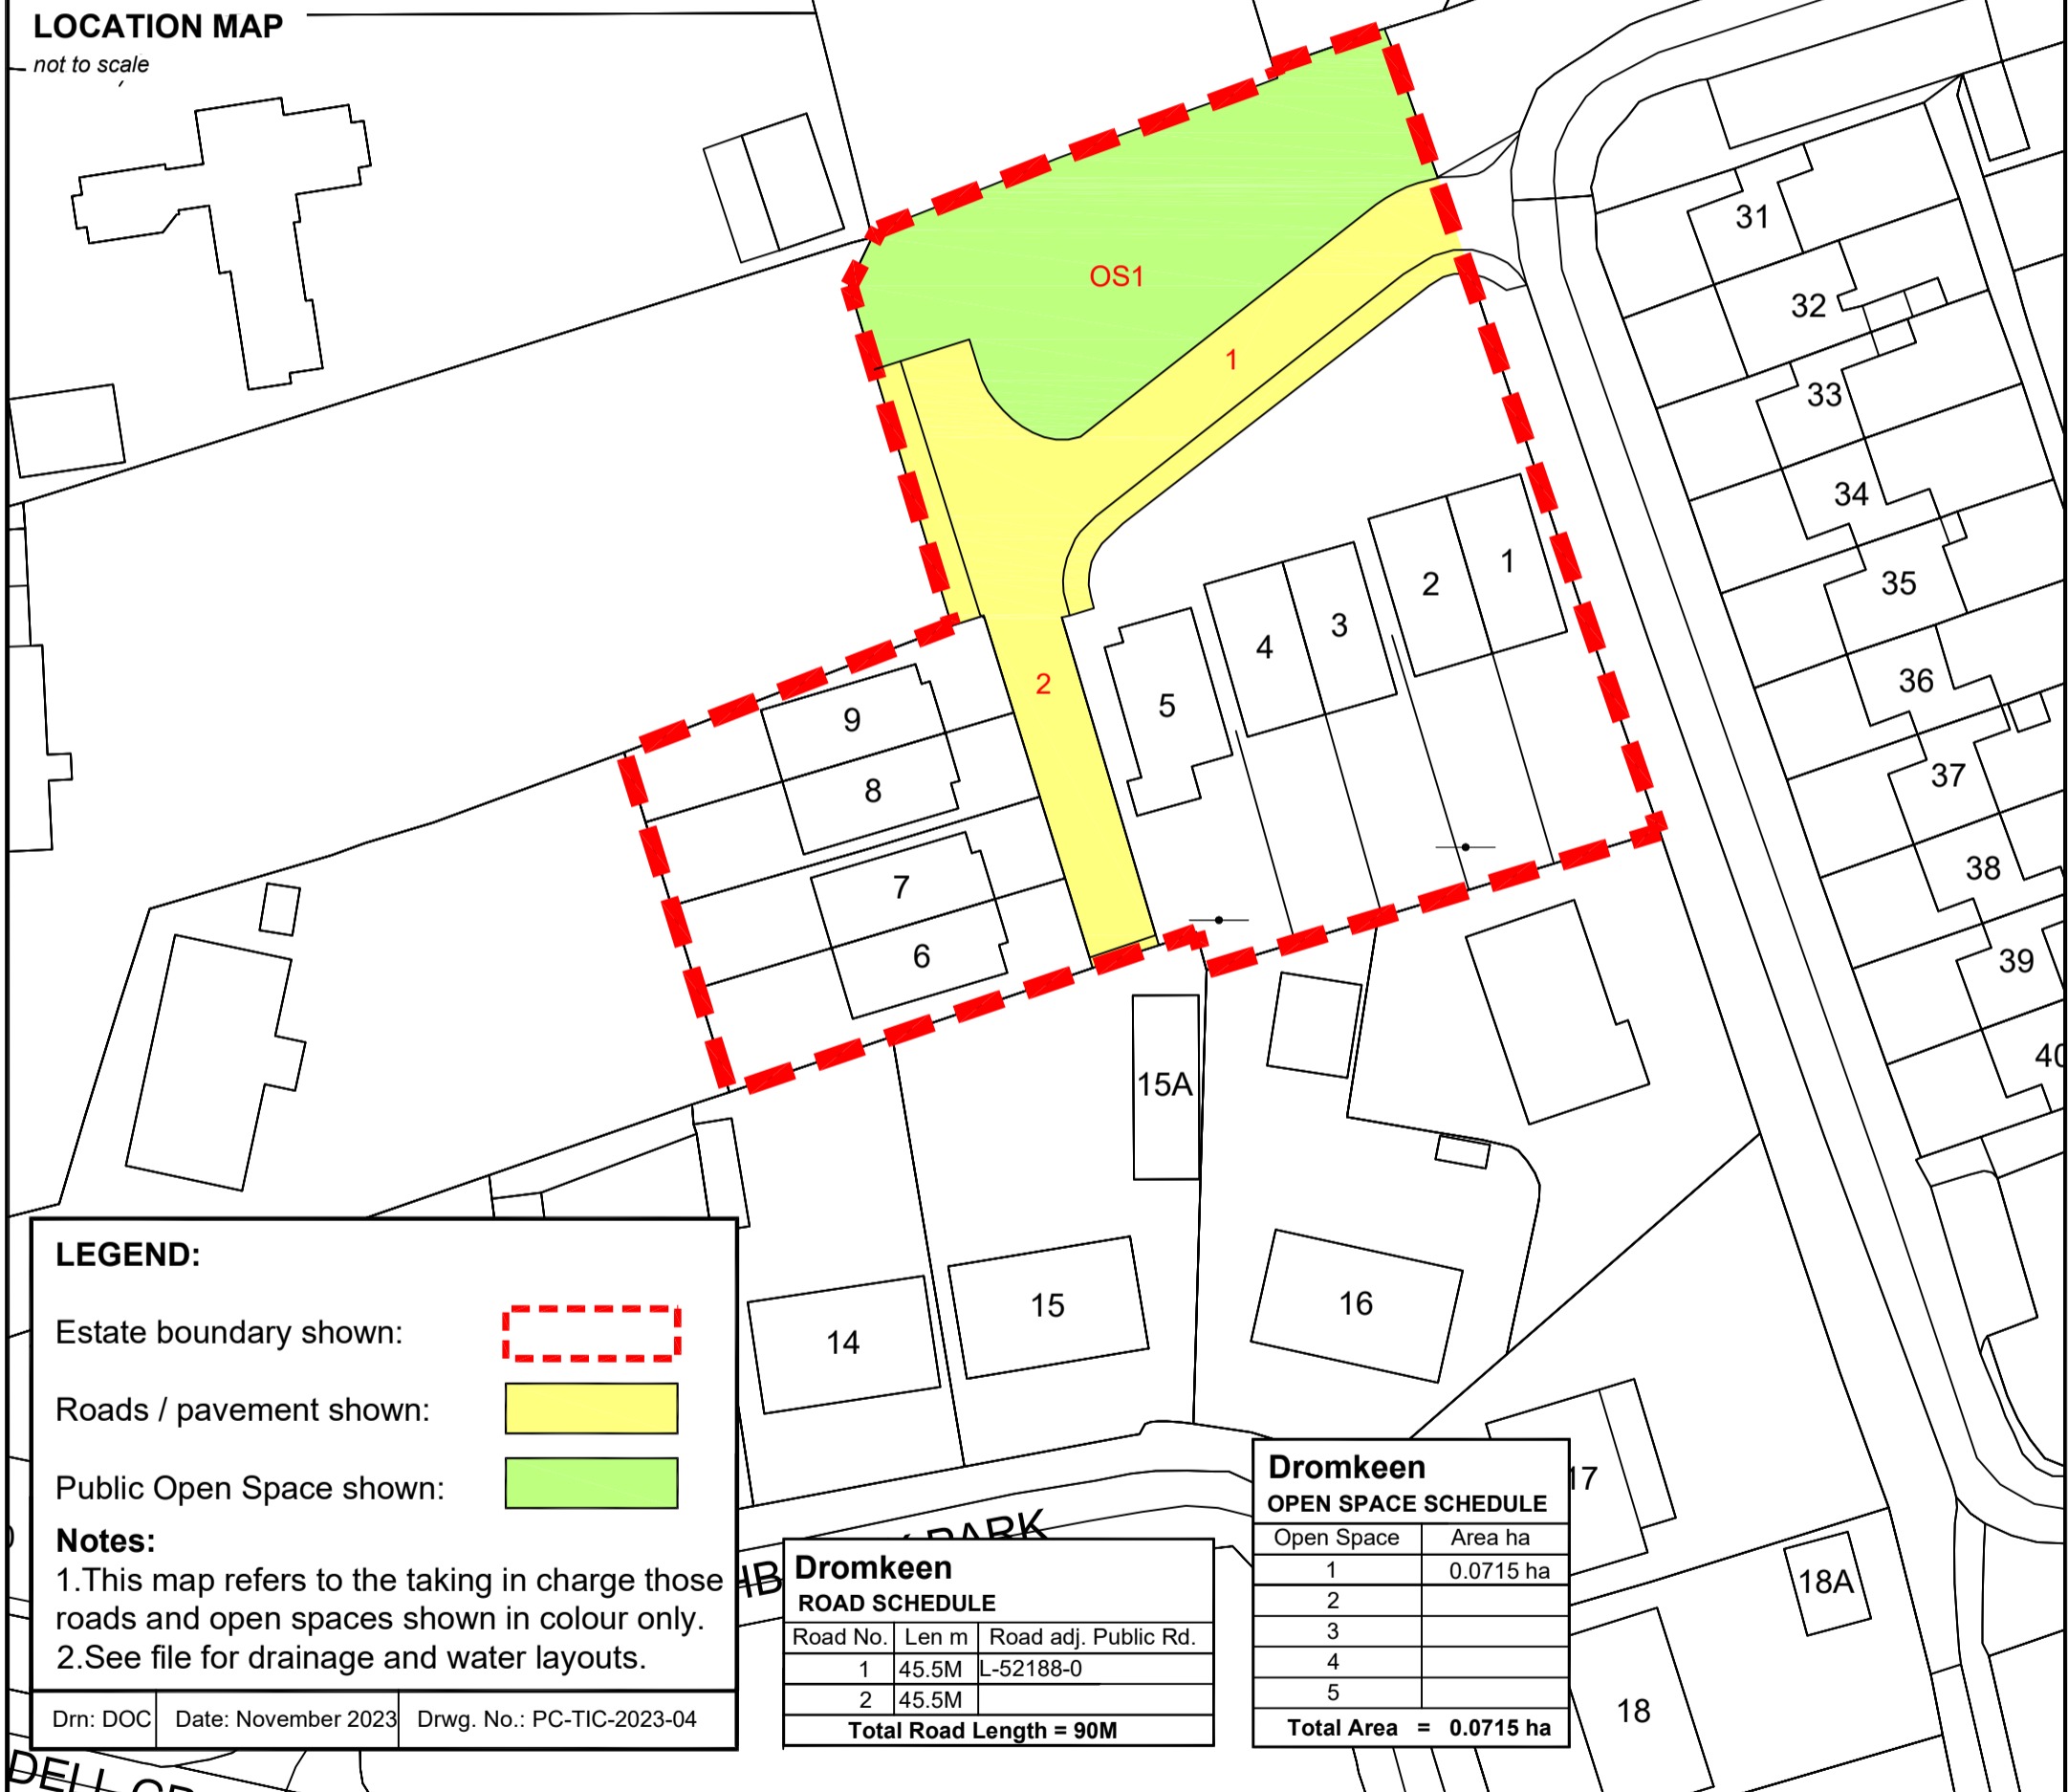 LOCATION MAP
not to scale
OS1
1
2
31
32
33
34
35
36
37
38
39
40
1
2
3
4
5
9
8
7
6
15A
14
15
16
17
18A
18
PARK
LEGEND:
Estate boundary shown:
Roads / pavement shown:
Public Open Space shown:
Notes:
1.This map refers to the taking in charge those
roads and open spaces shown in colour only.
2.See file for drainage and water layouts.
Drn: DOC Date: November 2023 Drwg. No.: PC-TIC-2023-04
Dromkeen
ROAD SCHEDULE
Road No. Len m Road adj. Public Rd.
1 45.5M L-52188-0
2 45.5M
Total Road Length = 90M
Dromkeen
OPEN SPACE SCHEDULE
Open Space Area ha
1 0.0715 ha
2
3
4
5
Total Area = 0.0715 ha